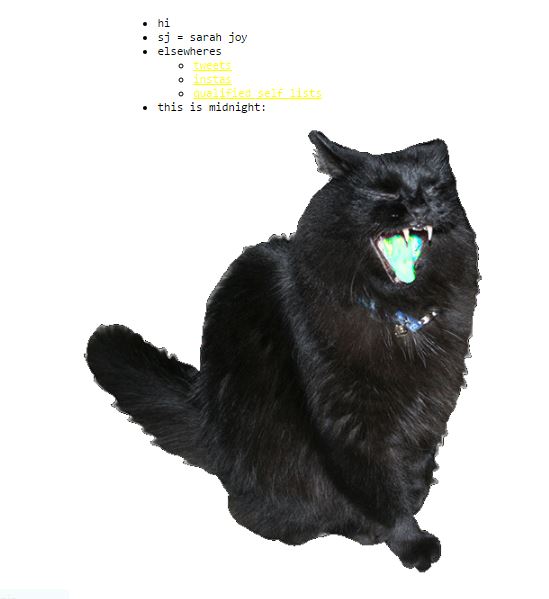 hi
sj = sarah joy
elsewheres
tweets
instas
qualified self lists
this is midnight: